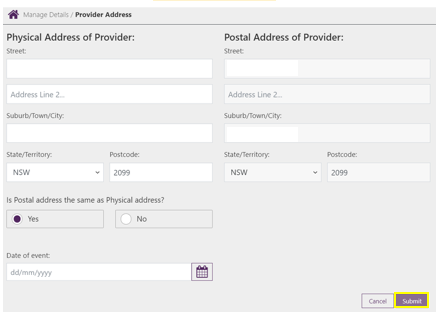 Manage Details / Provider Address
Physical Address of Provider:
Street:
Address Line 2...
Suburb/Town/City:
State/Territory: Postcode:
NSW 2099
Is Postal address the same as Physical address?
Yes No
Date of event:
dd/mm/yyyy
Postal Address of Provider:
Street:
Address Line 2...
Suburb/Town/City:
State/Territory: Postcode:
NSW 2099
Cancel Submit